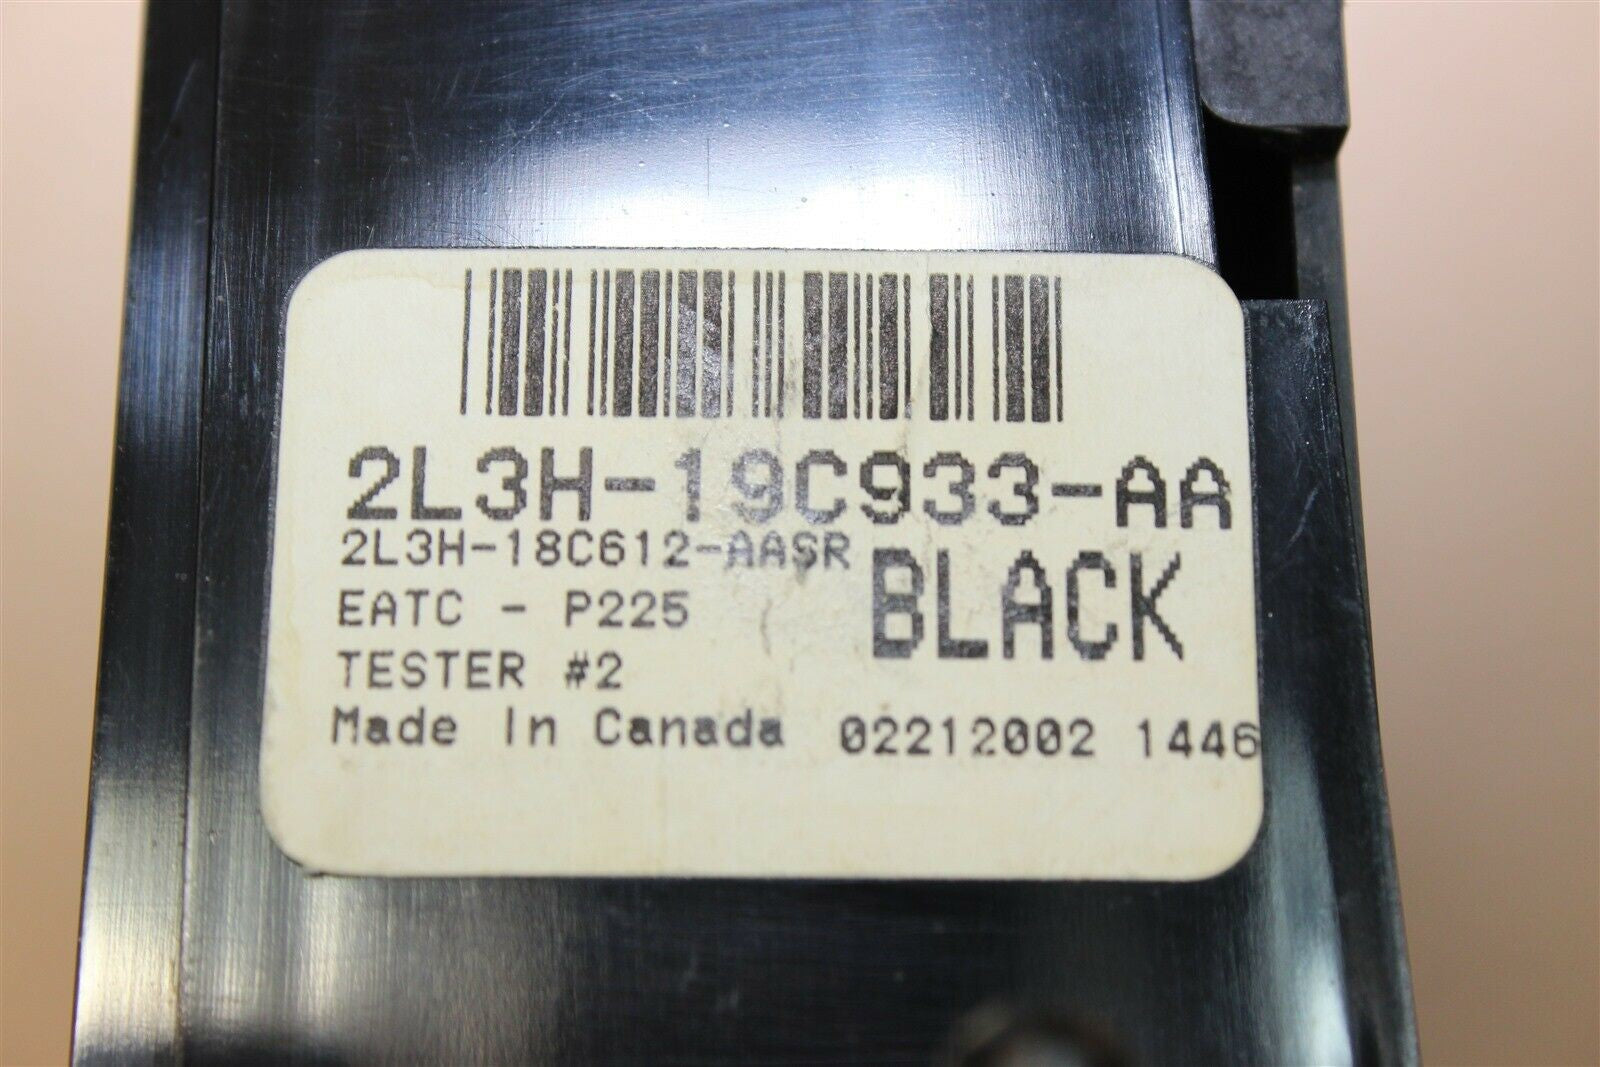 2L3H-19C933-AA
2L3H-18C612-AASR
BLACK
EATC - P225
TESTER #2
Made In Canada 02212002 1446